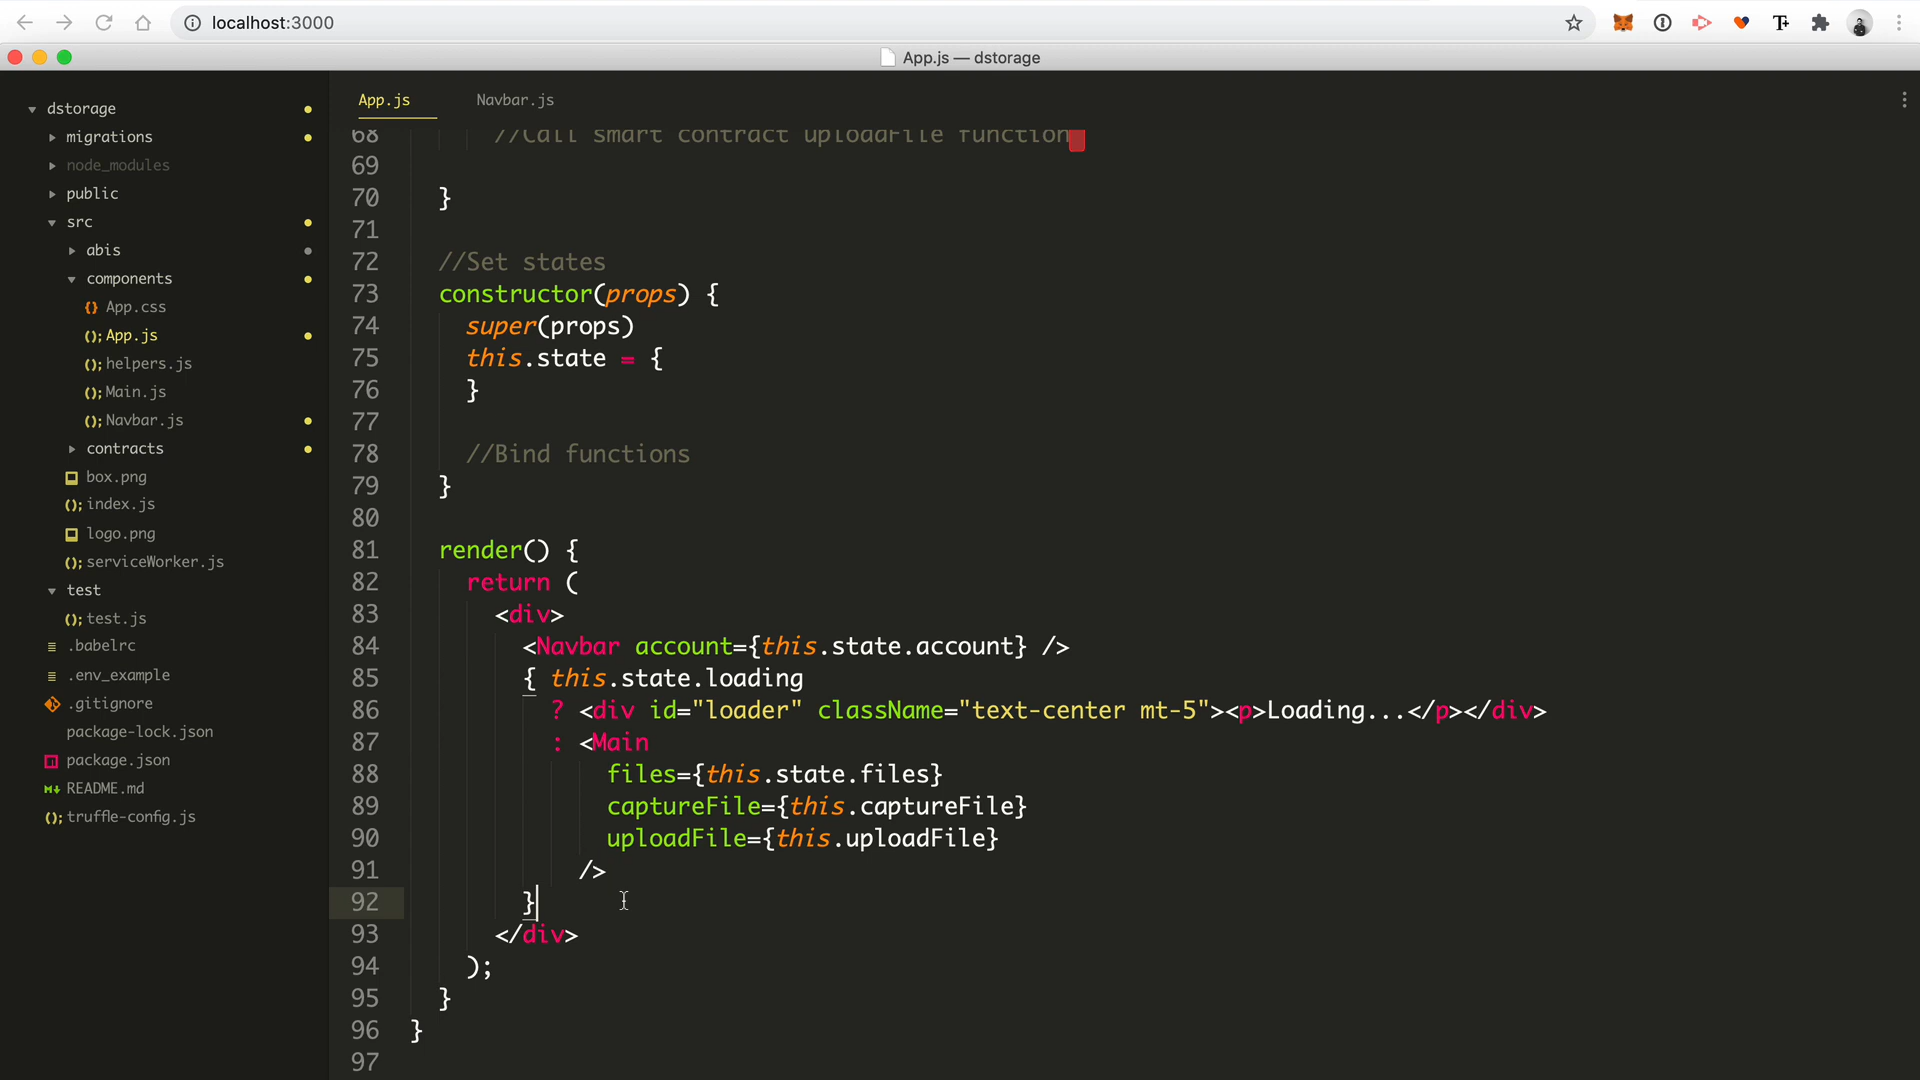 localhost:3000
App.js — dstorage
dstorage
migrations
node_modules
public
src
abis
components
{} App.css
(); App.js
(); helpers.js
(); Main.js
(); Navbar.js
contracts
box.png
(); index.js
logo.png
(); serviceWorker.js
test
(); test.js
.babelrc
.env_example
.gitignore
package-lock.json
package.json
README.md
(); truffle-config.js
App.js
Navbar.js
68 //Call smart contract uploadFile function
69
70 }
71
72 //Set states
73 constructor(props) {
74 super(props)
75 this.state = {
76 }
77
78 //Bind functions
79 }
80
81 render() {
82 return (
83 <div>
84 <Navbar account={this.state.account} />
85 { this.state.loading
86 ? <div id="loader" className="text-center mt-5"><p>Loading...</p></div>
87 : <Main
88 files={this.state.files}
89 captureFile={this.captureFile}
90 uploadFile={this.uploadFile}
91 />
92 }
93 </div>
94 );
95 }
96 }
97